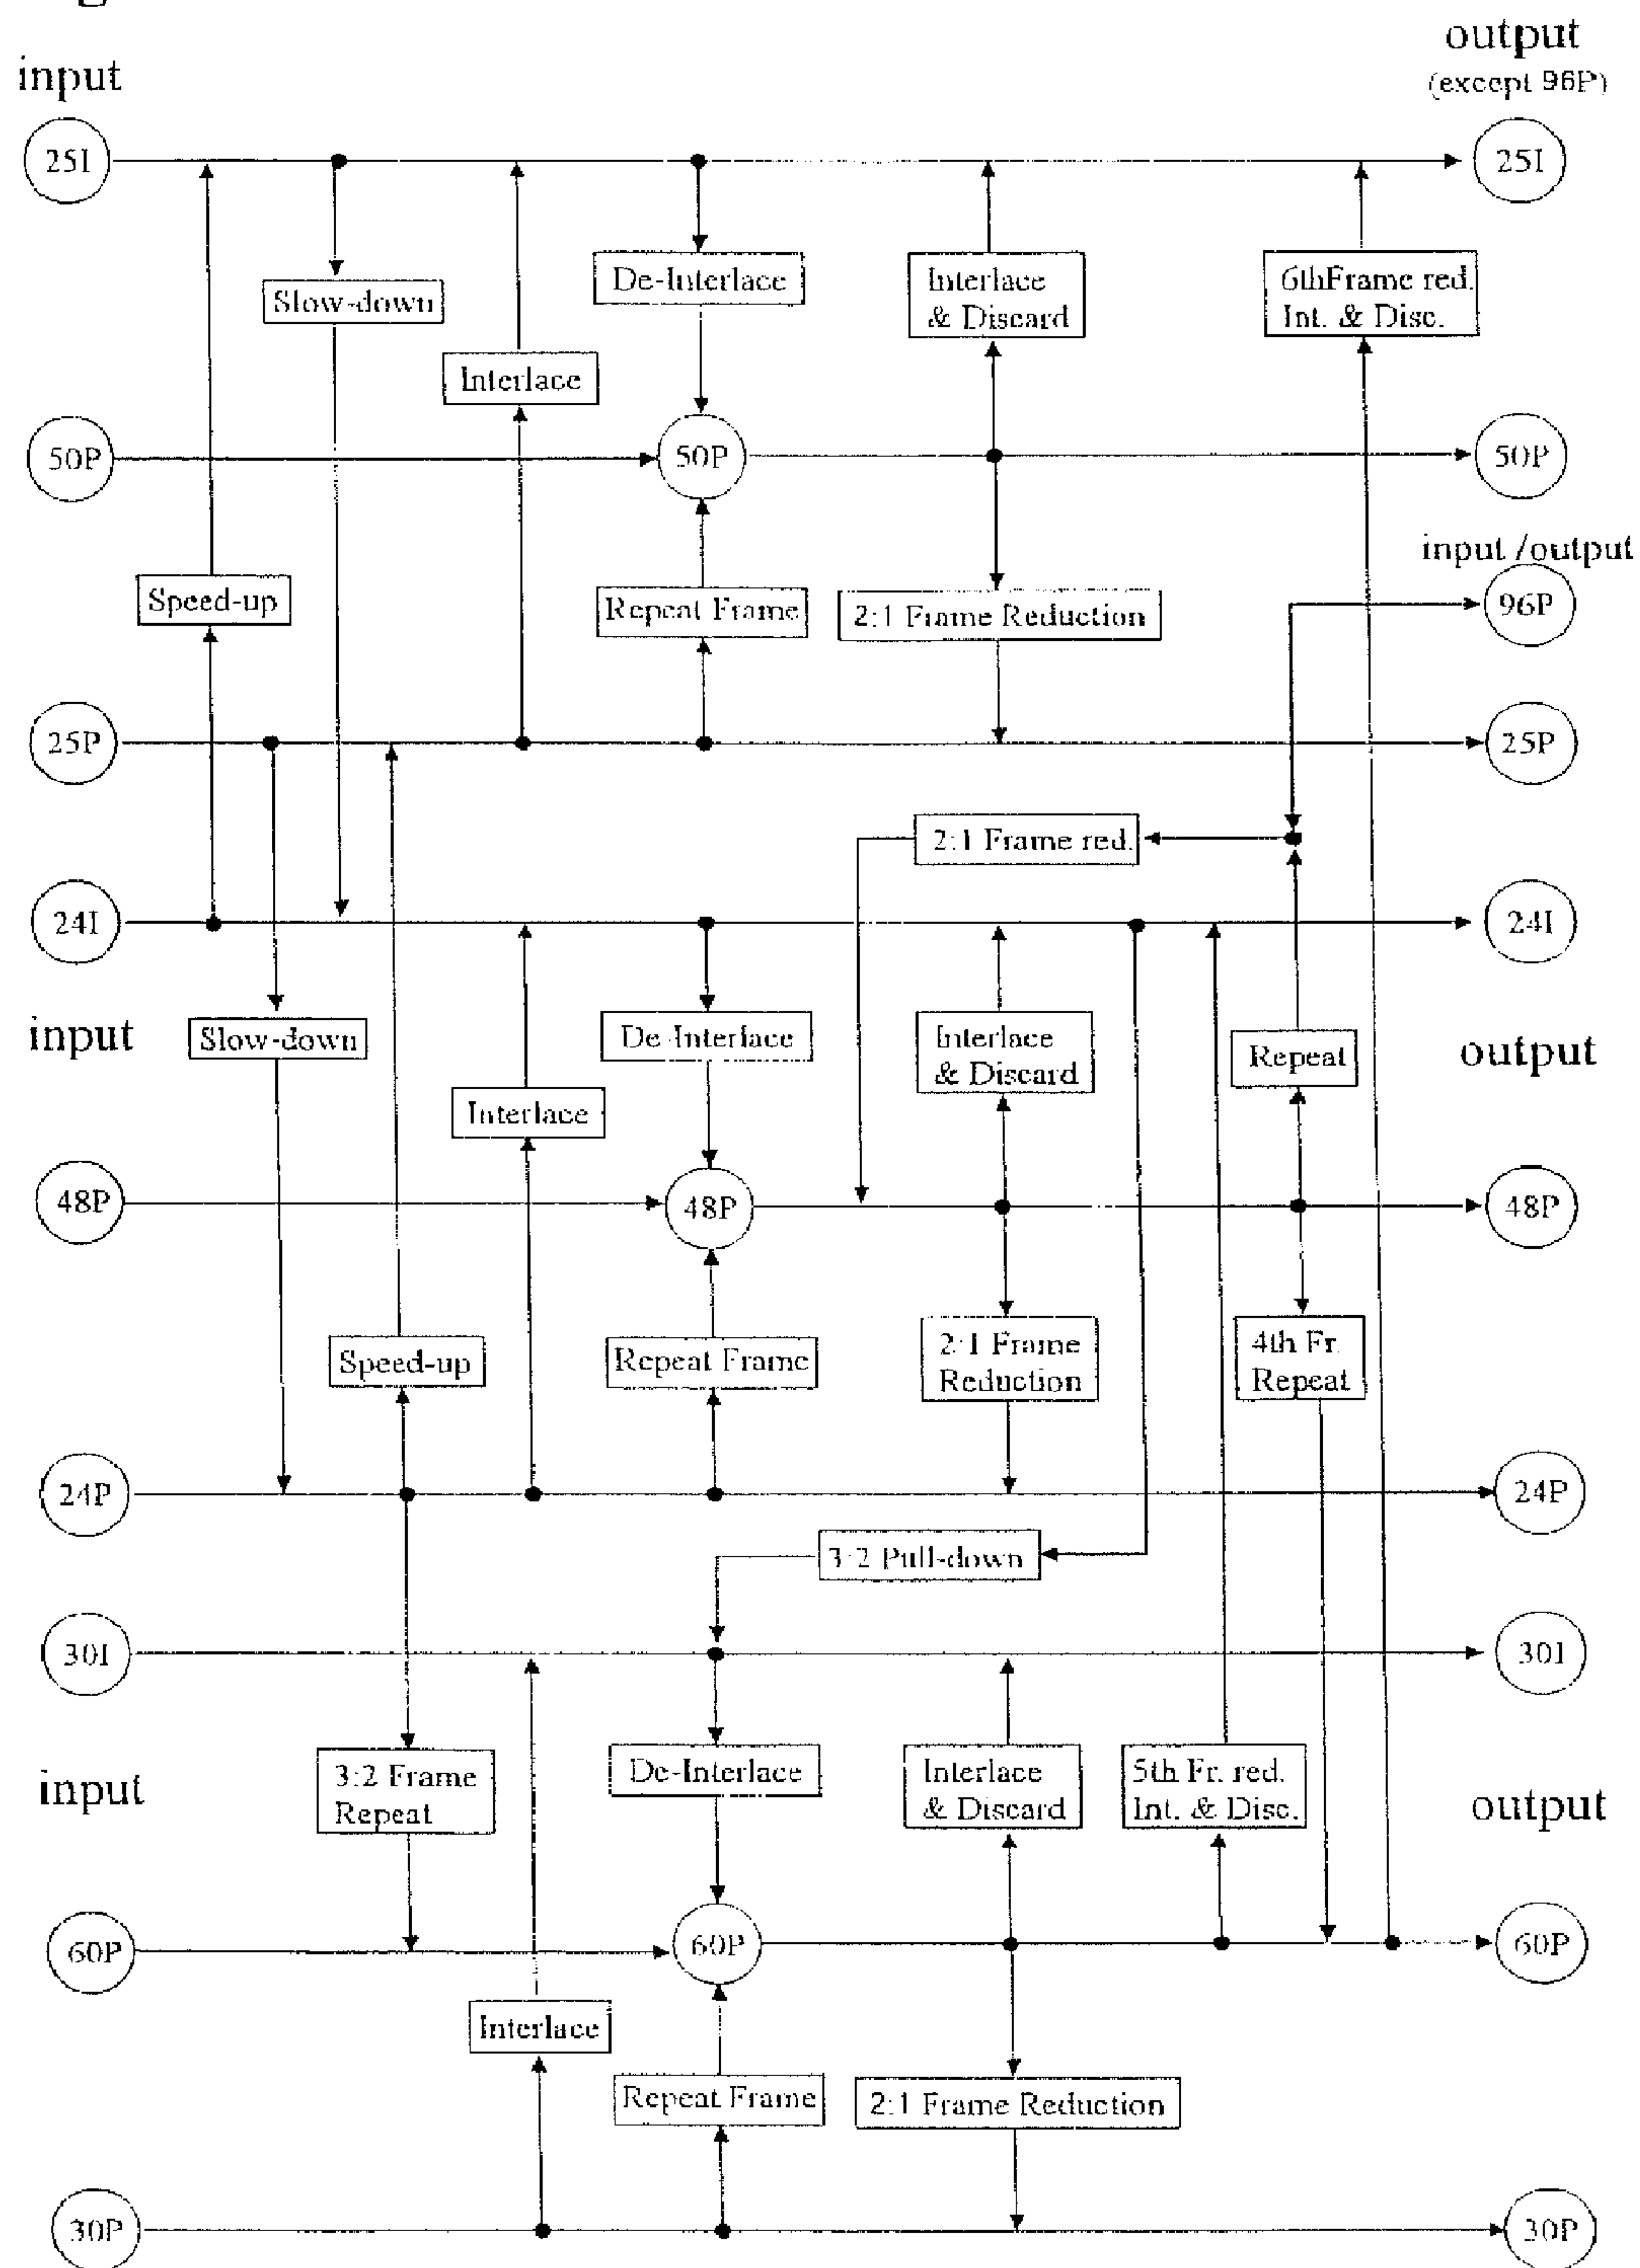 output
input
(except 96P)
25I
25I
De-Interlace
Interlace
& Discard
6thFrame red.
Int. & Disc.
Slow-down
Interlace
50P
50P
50P
input /output
Speed-up
Repeat Frame
2:1 Frame Reduction
96P
25P
25P
2:1 Frame red.
24I
24I
input
Slow-down
De-Interlace
Interlace
& Discard
Repeat
output
Interlace
48P
48P
48P
Speed-up
Repeat Frame
2:1 Frame
Reduction
4th Fr.
Repeat
24P
24P
3:2 Pull-down
30I
30I
input
3:2 Frame
Repeat
De-Interlace
Interlace
& Discard
5th Fr. red.
Int. & Disc.
output
60P
60P
60P
Interlace
Repeat Frame
2:1 Frame Reduction
30P
30P